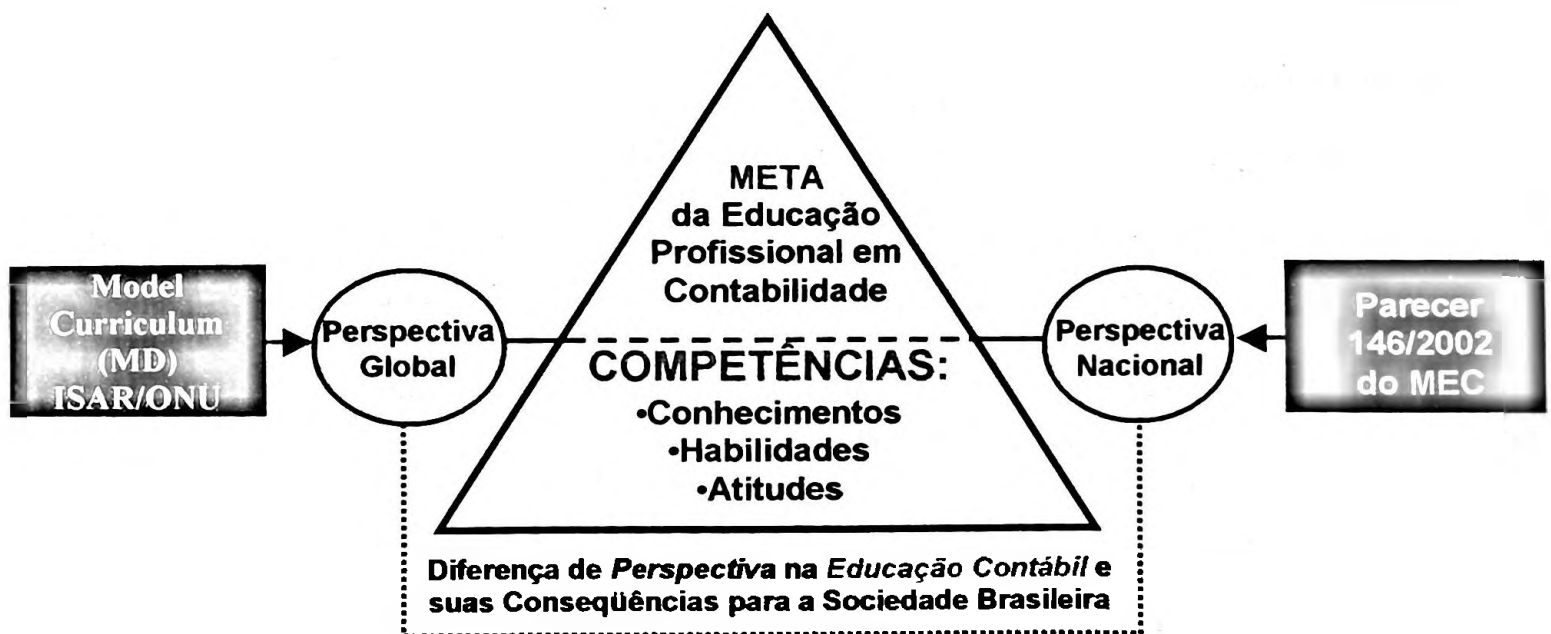 META
da Educação
Profissional em
Contabilidade
Model
Curriculum
(MD)
ISAR/ONU
Perspectiva
Global
COMPETÊNCIAS:
•Conhecimentos
•Habilidades
•Atitudes
Perspectiva
Nacional
Parecer
146/2002
do MEC
Diferença de Perspectiva na Educação Contábil e
suas Conseqüências para a Sociedade Brasileira